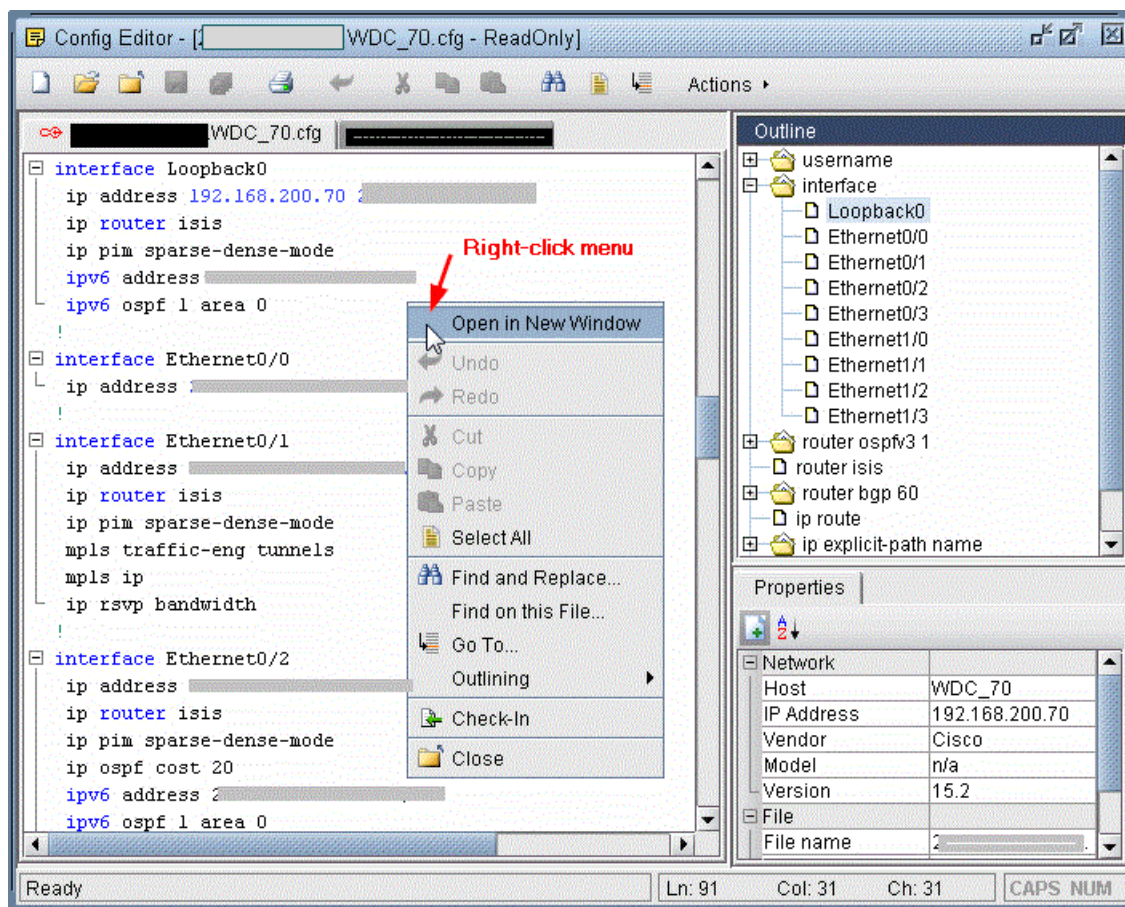 Config Editor - [ WDC_70.cfg - ReadOnly]
Actions
WDC_70.cfg
interface Loopback0
ip address 192.168.200.70
ip router isis
ip pim sparse-dense-mode
ipv6 address
ipv6 ospf 1 area 0
!
interface Ethernet0/0
ip address
!
interface Ethernet0/1
ip address
ip router isis
ip pim sparse-dense-mode
mpls traffic-eng tunnels
mpls ip
ip rsvp bandwidth
!
interface Ethernet0/2
ip address
ip router isis
ip pim sparse-dense-mode
ip ospf cost 20
ipv6 address 2
ipv6 ospf 1 area 0
Right-click menu
Open in New Window
Undo
Redo
Cut
Copy
Paste
Select All
Find and Replace...
Find on this File...
Go To...
Outlining
Check-In
Close
Outline
username
interface
Loopback0
Ethernet0/0
Ethernet0/1
Ethernet0/2
Ethernet0/3
Ethernet1/0
Ethernet1/1
Ethernet1/2
Ethernet1/3
router ospfv3 1
router isis
router bgp 60
ip route
ip explicit-path name
Properties
Network
Host WDC_70
IP Address 192.168.200.70
Vendor Cisco
Model n/a
Version 15.2
File
File name 2
Ready Ln: 91 Col: 31 Ch: 31 CAPS NUM